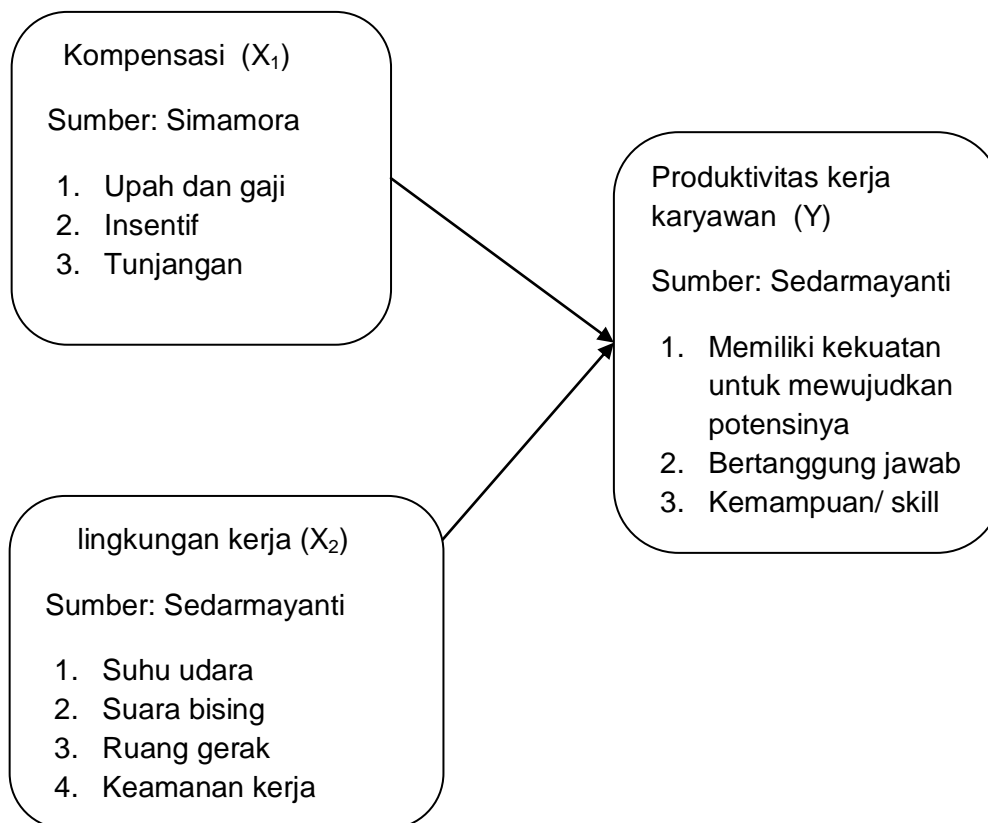 Kompensasi (X₁)
Sumber: Simamora
1. Upah dan gaji
2. Insentif
3. Tunjangan
Produktivitas kerja
karyawan (Y)
Sumber: Sedarmayanti
1. Memiliki kekuatan
untuk mewujudkan
potensinya
2. Bertanggung jawab
3. Kemampuan/ skill
lingkungan kerja (X₂)
Sumber: Sedarmayanti
1. Suhu udara
2. Suara bising
3. Ruang gerak
4. Keamanan kerja